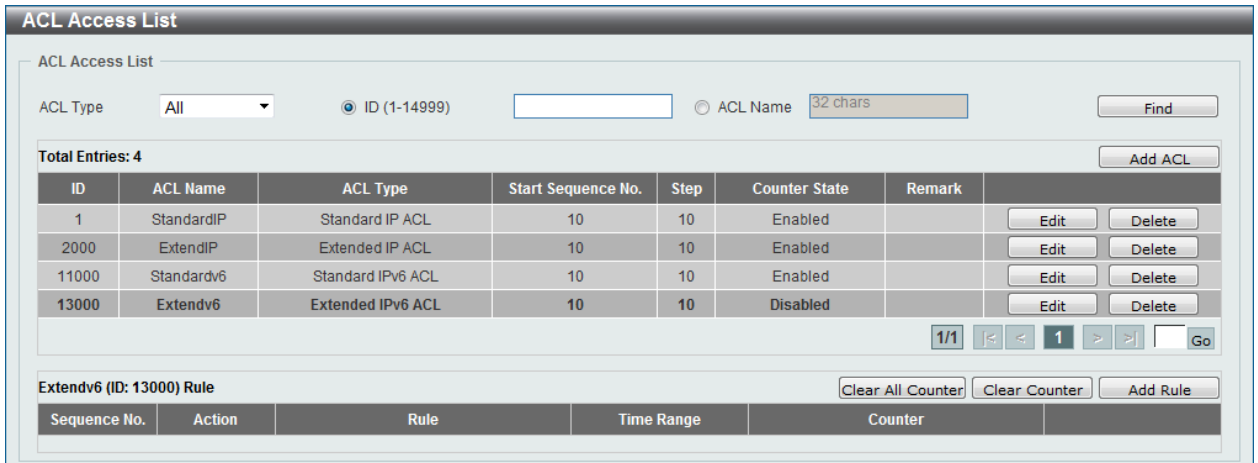 ACL Access List
ACL Access List
ACL Type All ID (1-14999) ACL Name 32 chars Find
Total Entries: 4 Add ACL
ID ACL Name ACL Type Start Sequence No. Step Counter State Remark
1 StandardIP Standard IP ACL 10 10 Enabled Edit Delete
2000 ExtendIP Extended IP ACL 10 10 Enabled Edit Delete
11000 Standardv6 Standard IPv6 ACL 10 10 Enabled Edit Delete
13000 Extendv6 Extended IPv6 ACL 10 10 Disabled Edit Delete
1/1 |< < 1 > >| Go
Extendv6 (ID: 13000) Rule Clear All Counter Clear Counter Add Rule
Sequence No. Action Rule Time Range Counter